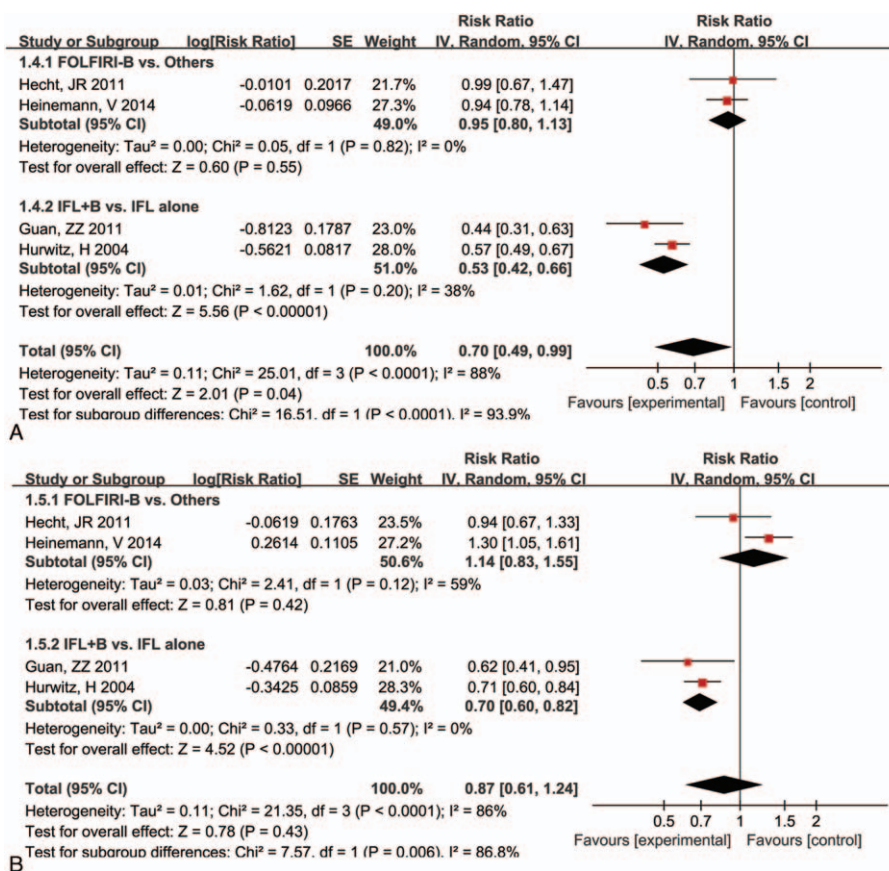 Risk Ratio Risk Ratio
Study or Subgroup log[Risk Ratio] SE Weight IV, Random, 95% CI IV, Random, 95% CI
1.4.1 FOLFIRI-B vs. Others
Hecht, JR 2011 -0.0101 0.2017 21.7% 0.99 [0.67, 1.47]
Heinemann, V 2014 -0.0619 0.0966 27.3% 0.94 [0.78, 1.14]
Subtotal (95% CI) 49.0% 0.95 [0.80, 1.13]
Heterogeneity: Tau² = 0.00; Chi² = 0.05, df = 1 (P = 0.82); I² = 0%
Test for overall effect: Z = 0.60 (P = 0.55)
1.4.2 IFL+B vs. IFL alone
Guan, ZZ 2011 -0.8123 0.1787 23.0% 0.44 [0.31, 0.63]
Hurwitz, H 2004 -0.5621 0.0817 28.0% 0.57 [0.49, 0.67]
Subtotal (95% CI) 51.0% 0.53 [0.42, 0.66]
Heterogeneity: Tau² = 0.01; Chi² = 1.62, df = 1 (P = 0.20); I² = 38%
Test for overall effect: Z = 5.56 (P < 0.00001)
Total (95% CI) 100.0% 0.70 [0.49, 0.99]
Heterogeneity: Tau² = 0.11; Chi² = 25.01, df = 3 (P < 0.0001); I² = 88%
Test for overall effect: Z = 2.01 (P = 0.04)
Test for subgroup differences: Chi² = 16.51, df = 1 (P < 0.0001), I² = 93.9%
0.5 0.7 1 1.5 2
Favours [experimental] Favours [control]
A
Risk Ratio Risk Ratio
Study or Subgroup log[Risk Ratio] SE Weight IV, Random, 95% CI IV, Random, 95% CI
1.5.1 FOLFIRI-B vs. Others
Hecht, JR 2011 -0.0619 0.1763 23.5% 0.94 [0.67, 1.33]
Heinemann, V 2014 0.2614 0.1105 27.2% 1.30 [1.05, 1.61]
Subtotal (95% CI) 50.6% 1.14 [0.83, 1.55]
Heterogeneity: Tau² = 0.03; Chi² = 2.41, df = 1 (P = 0.12); I² = 59%
Test for overall effect: Z = 0.81 (P = 0.42)
1.5.2 IFL+B vs. IFL alone
Guan, ZZ 2011 -0.4764 0.2169 21.0% 0.62 [0.41, 0.95]
Hurwitz, H 2004 -0.3425 0.0859 28.3% 0.71 [0.60, 0.84]
Subtotal (95% CI) 49.4% 0.70 [0.60, 0.82]
Heterogeneity: Tau² = 0.00; Chi² = 0.33, df = 1 (P = 0.57); I² = 0%
Test for overall effect: Z = 4.52 (P < 0.00001)
Total (95% CI) 100.0% 0.87 [0.61, 1.24]
Heterogeneity: Tau² = 0.11; Chi² = 21.35, df = 3 (P < 0.0001); I² = 86%
Test for overall effect: Z = 0.78 (P = 0.43)
Test for subgroup differences: Chi² = 7.57, df = 1 (P = 0.006), I² = 86.8%
0.5 0.7 1 1.5 2
Favours [experimental] Favours [control]
B